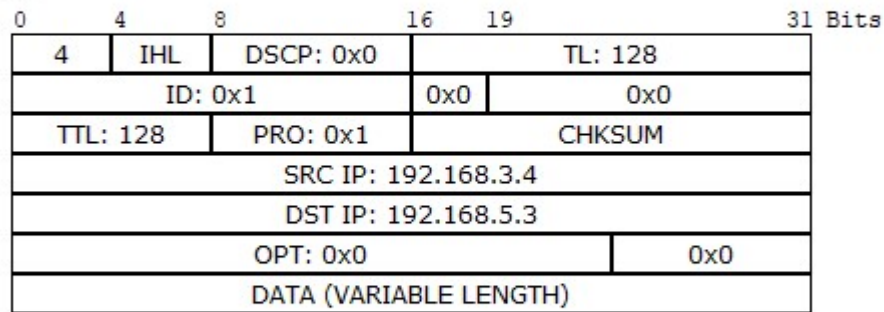 0 4 8 16 19 31 Bits
4 IHL DSCP: 0x0 TL: 128
ID: 0x1 0x0 0x0
TTL: 128 PRO: 0x1 CHKSUM
SRC IP: 192.168.3.4
DST IP: 192.168.5.3
OPT: 0x0 0x0
DATA (VARIABLE LENGTH)